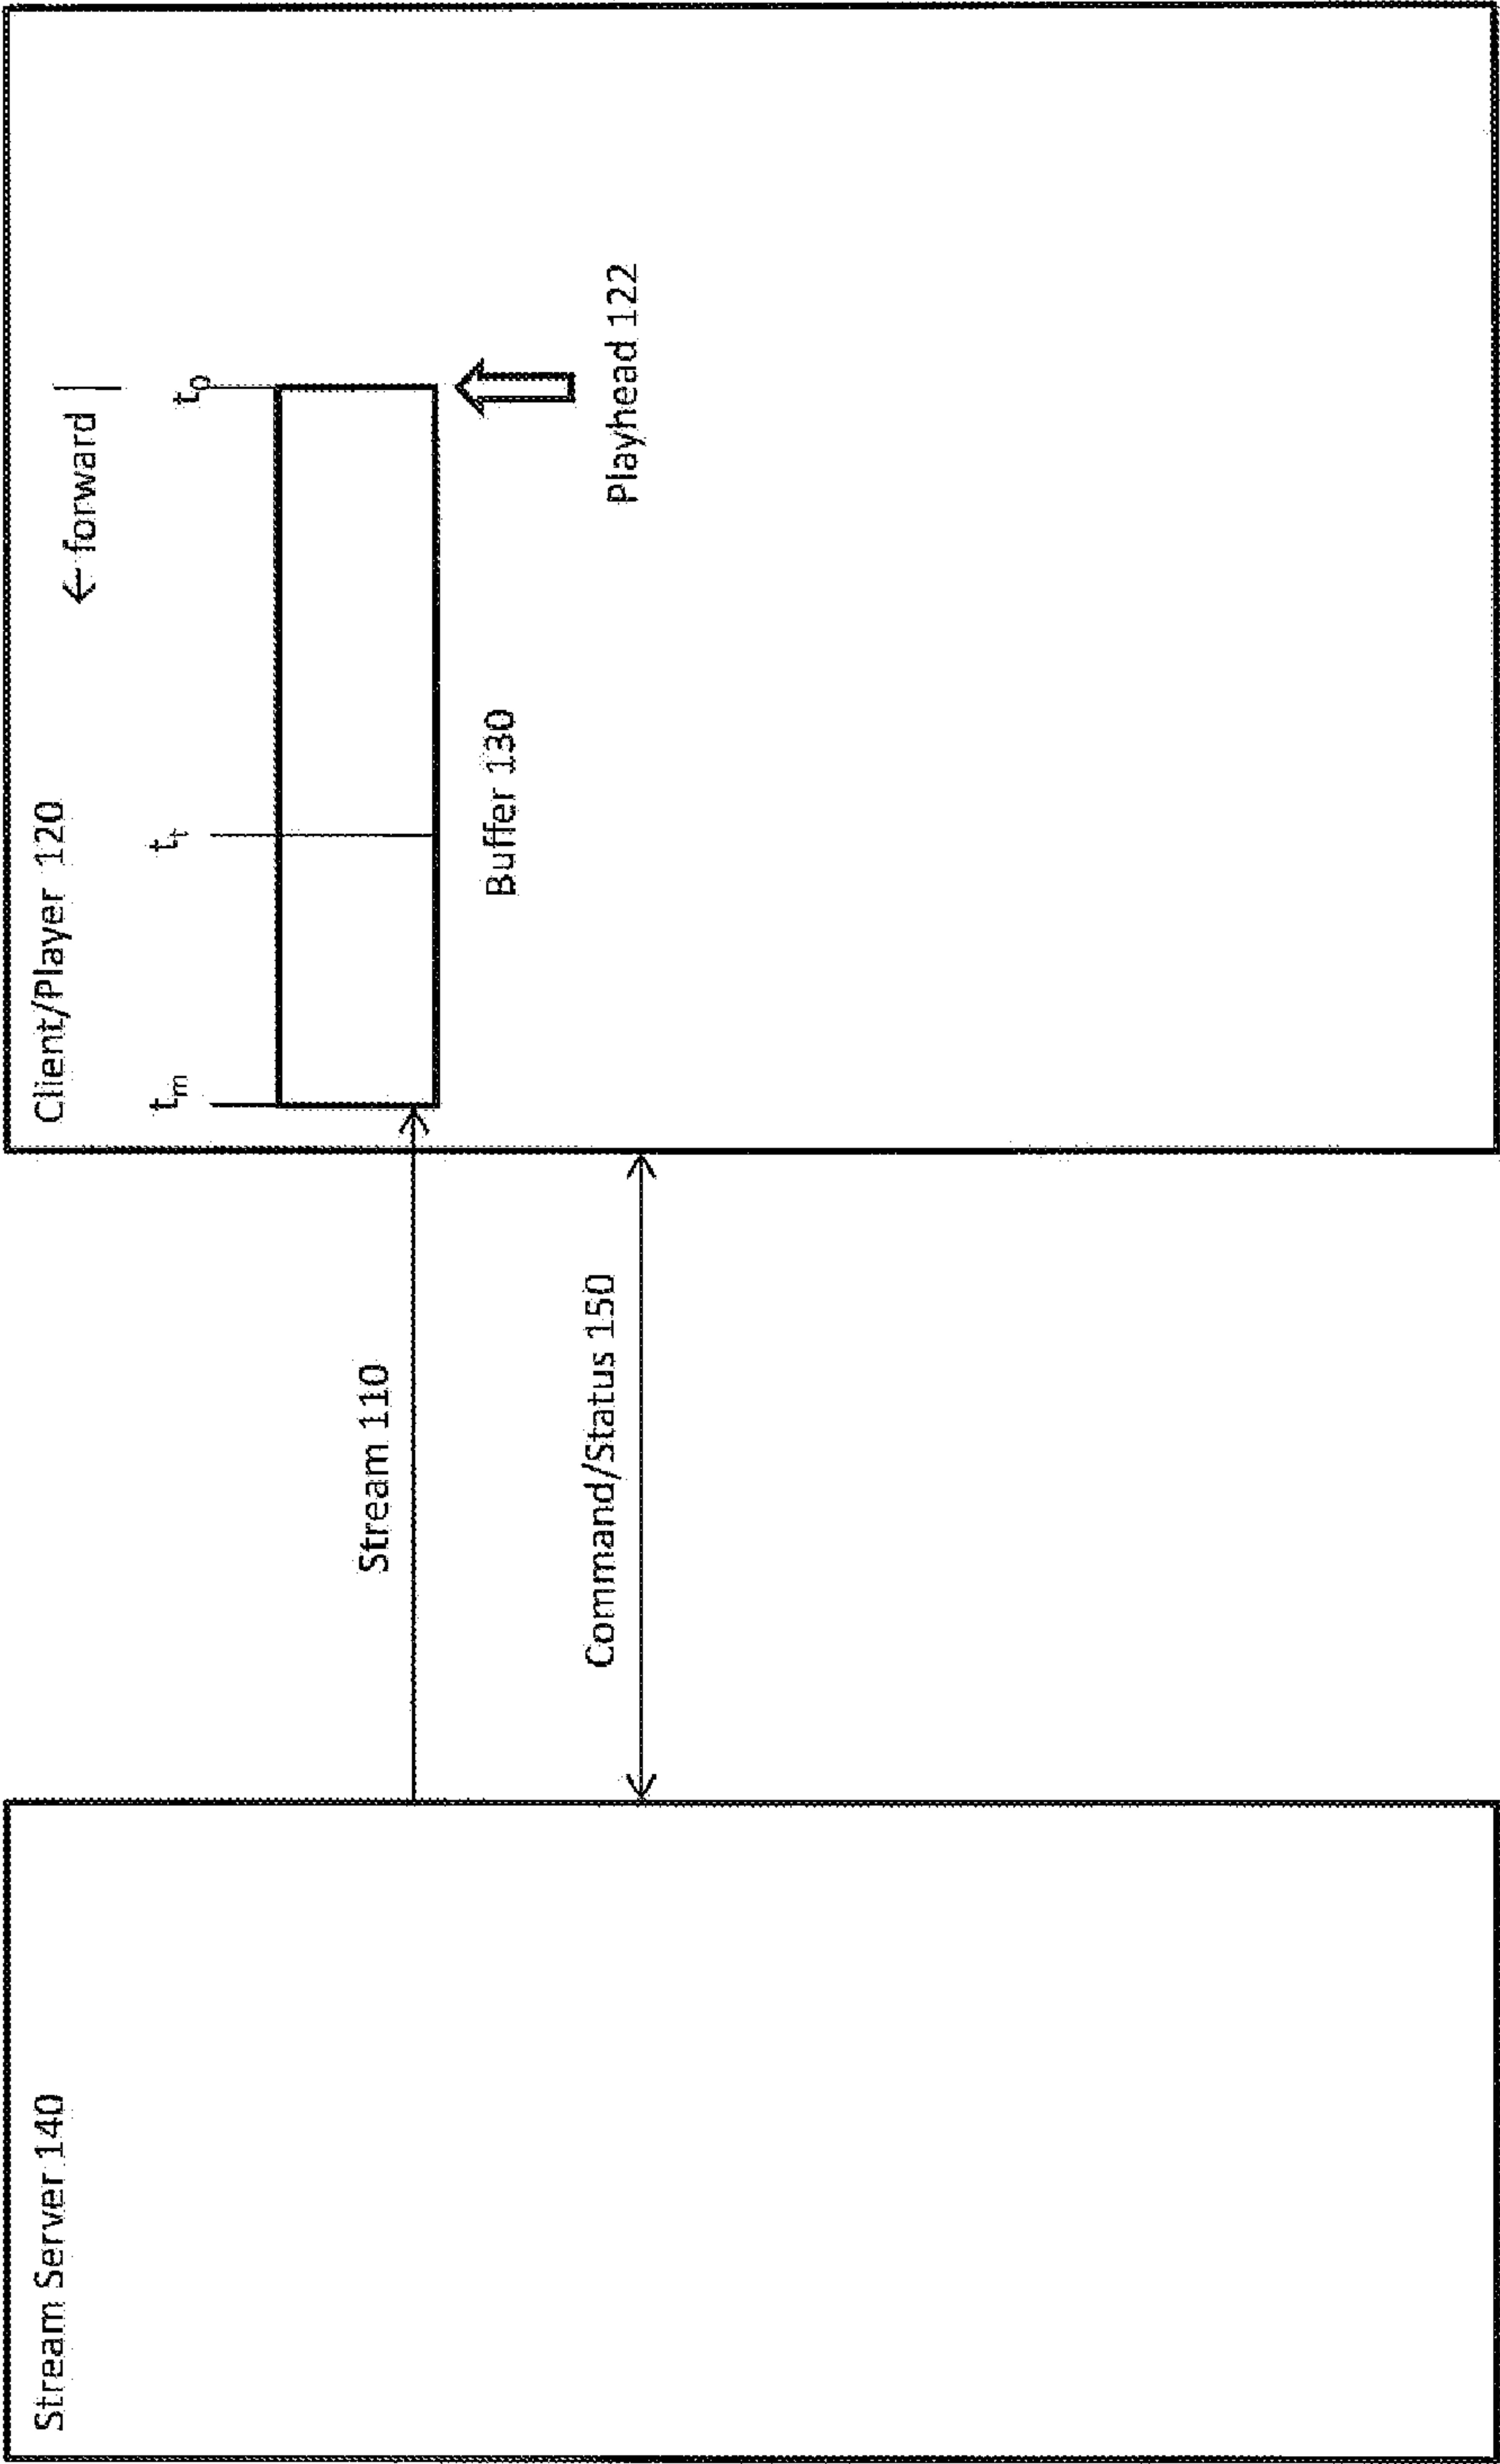 Stream Server 140
Stream 110
Command/Status 150
Client/Player 120
← forward
tm
tt
t0
Buffer 130
Playhead 122